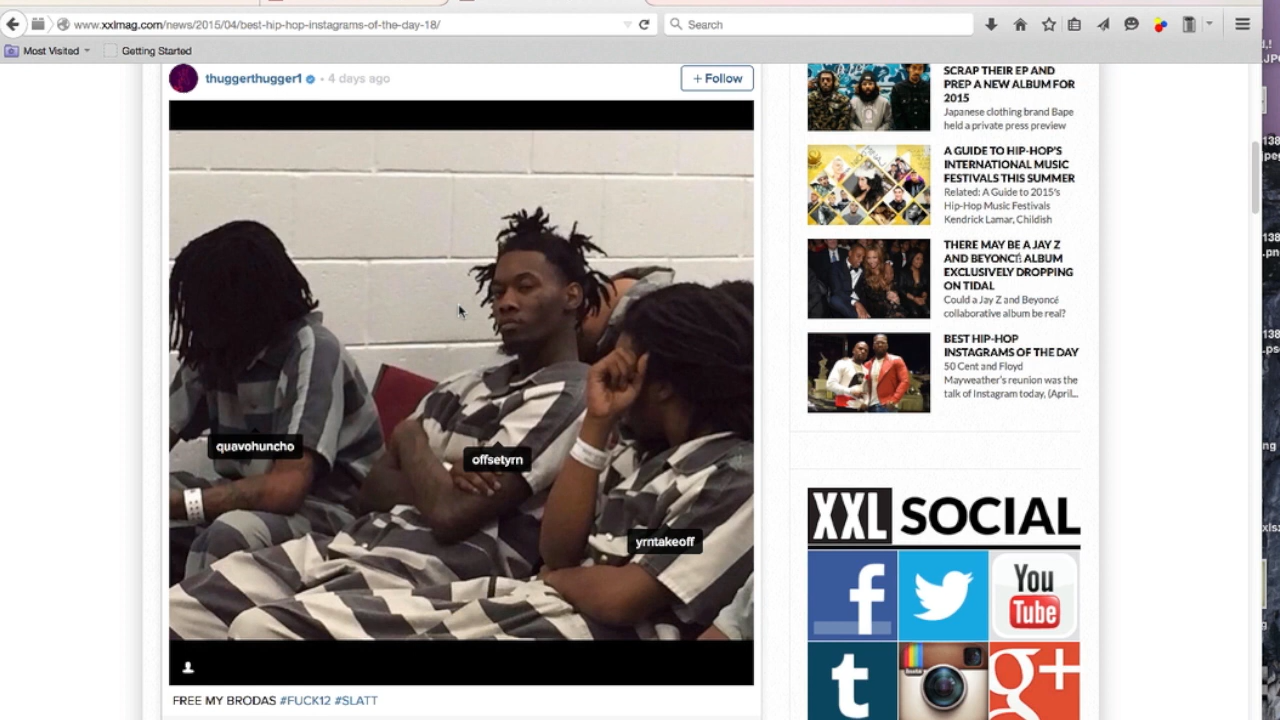 www.xxlmag.com/news/2015/04/best-hip-hop-instagrams-of-the-day-18/
Search
Most Visited
Getting Started
thuggerthugger1 • 4 days ago
+ Follow
quavohuncho
offsetyrn
yrntakeoff
FREE MY BRODAS #FUCK12 #SLATT
SCRAP THEIR EP AND
PREP A NEW ALBUM FOR
2015
Japanese clothing brand Bape
held a private press preview
A GUIDE TO HIP-HOP'S
INTERNATIONAL MUSIC
FESTIVALS THIS SUMMER
Related: A Guide to 2015's
Hip-Hop Music Festivals
Kendrick Lamar, Childish
THERE MAY BE A JAY Z
AND BEYONCÉ ALBUM
EXCLUSIVELY DROPPING
ON TIDAL
Could a Jay Z and Beyoncé
collaborative album be real?
BEST HIP-HOP
INSTAGRAMS OF THE DAY
50 Cent and Floyd
Mayweather's reunion was the
talk of Instagram today, (April...
XXL SOCIAL
f
You
Tube
t
g+